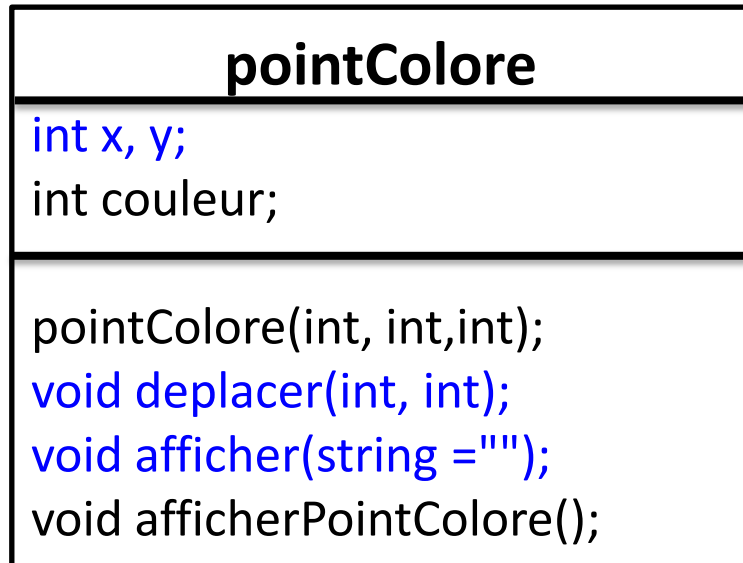 pointColore
int x, y;
int couleur;
pointColore(int, int,int);
void deplacer(int, int);
void afficher(string ="");
void afficherPointColore();